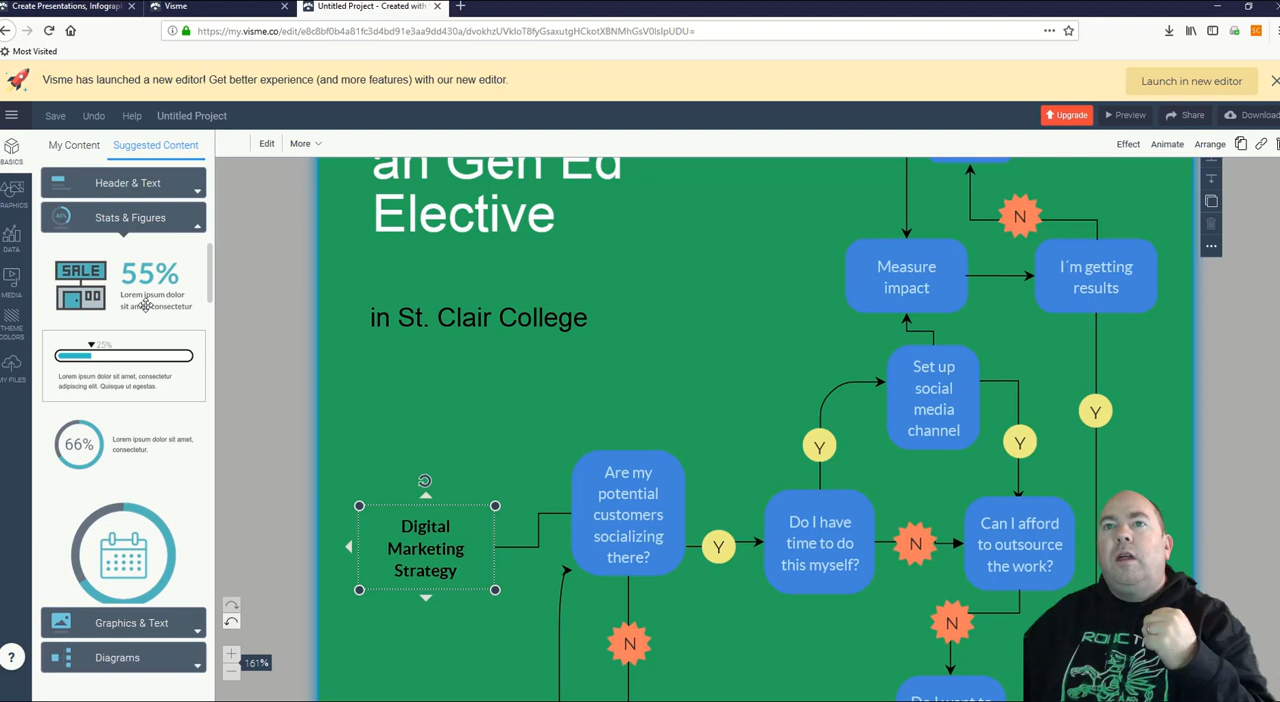 Create Presentations, Infograp
Visme
Untitled Project - Created with
https://my.visme.co/edit/e8c8bf0b4a81fc3d4bd91e3aa9dd430a/dvokhzUVkIoT8fyGsaxutgHCkotXBNMhGsV0lsIpUDU=
Most Visited
Visme has launched a new editor! Get better experience (and more features) with our new editor.
Launch in new editor
Save
Undo
Help
Untitled Project
Upgrade
Preview
Share
Download
BASICS
My Content
Suggested Content
Edit
More
Effect
Animate
Arrange
Header & Text
Stats & Figures
40%
SALE
55%
Lorem ipsum dolor
sit amet consectetur
25%
Lorem ipsum dolor sit amet, consectetur
adipiscing elit. Quisque ut egestas.
66%
Lorem ipsum dolor sit amet,
consectetur.
Graphics & Text
Diagrams
GRAPHICS
DATA
MEDIA
THEME
COLORS
MY FILES
?
161%
an Gen Ed
Elective
in St. Clair College
N
Measure
impact
I´m getting
results
Set up
social
media
channel
Y
Y
Y
Digital
Marketing
Strategy
Are my
potential
customers
socializing
there?
Y
Do I have
time to do
this myself?
N
Can I afford
to outsource
the work?
N
N